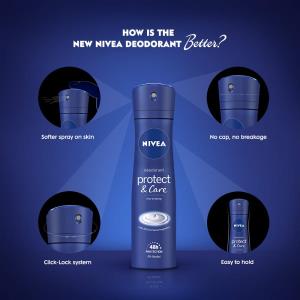 HOW IS THE
NEW NIVEA DEODORANT Better?
Softer spray on skin
No cap, no breakage
NIVEA
deodorant
protect
& Care
48h
Click-Lock system
protect
& Care
Easy to hold